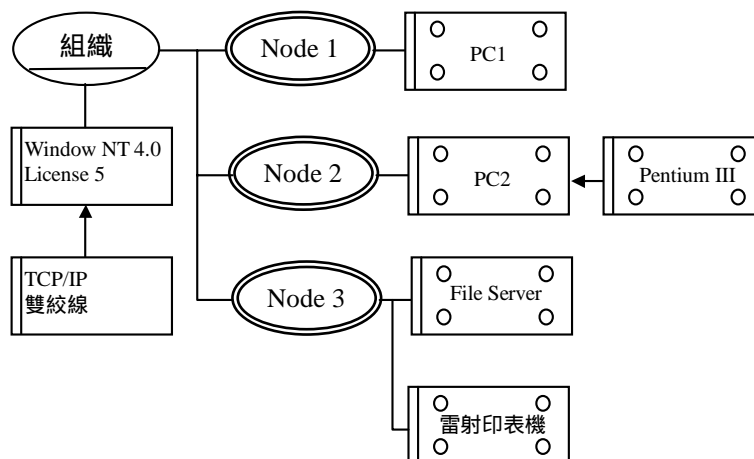 組織
Node 1
PC1
Window NT 4.0
License 5
Node 2
PC2
Pentium III
TCP/IP
雙絞線
Node 3
File Server
雷射印表機